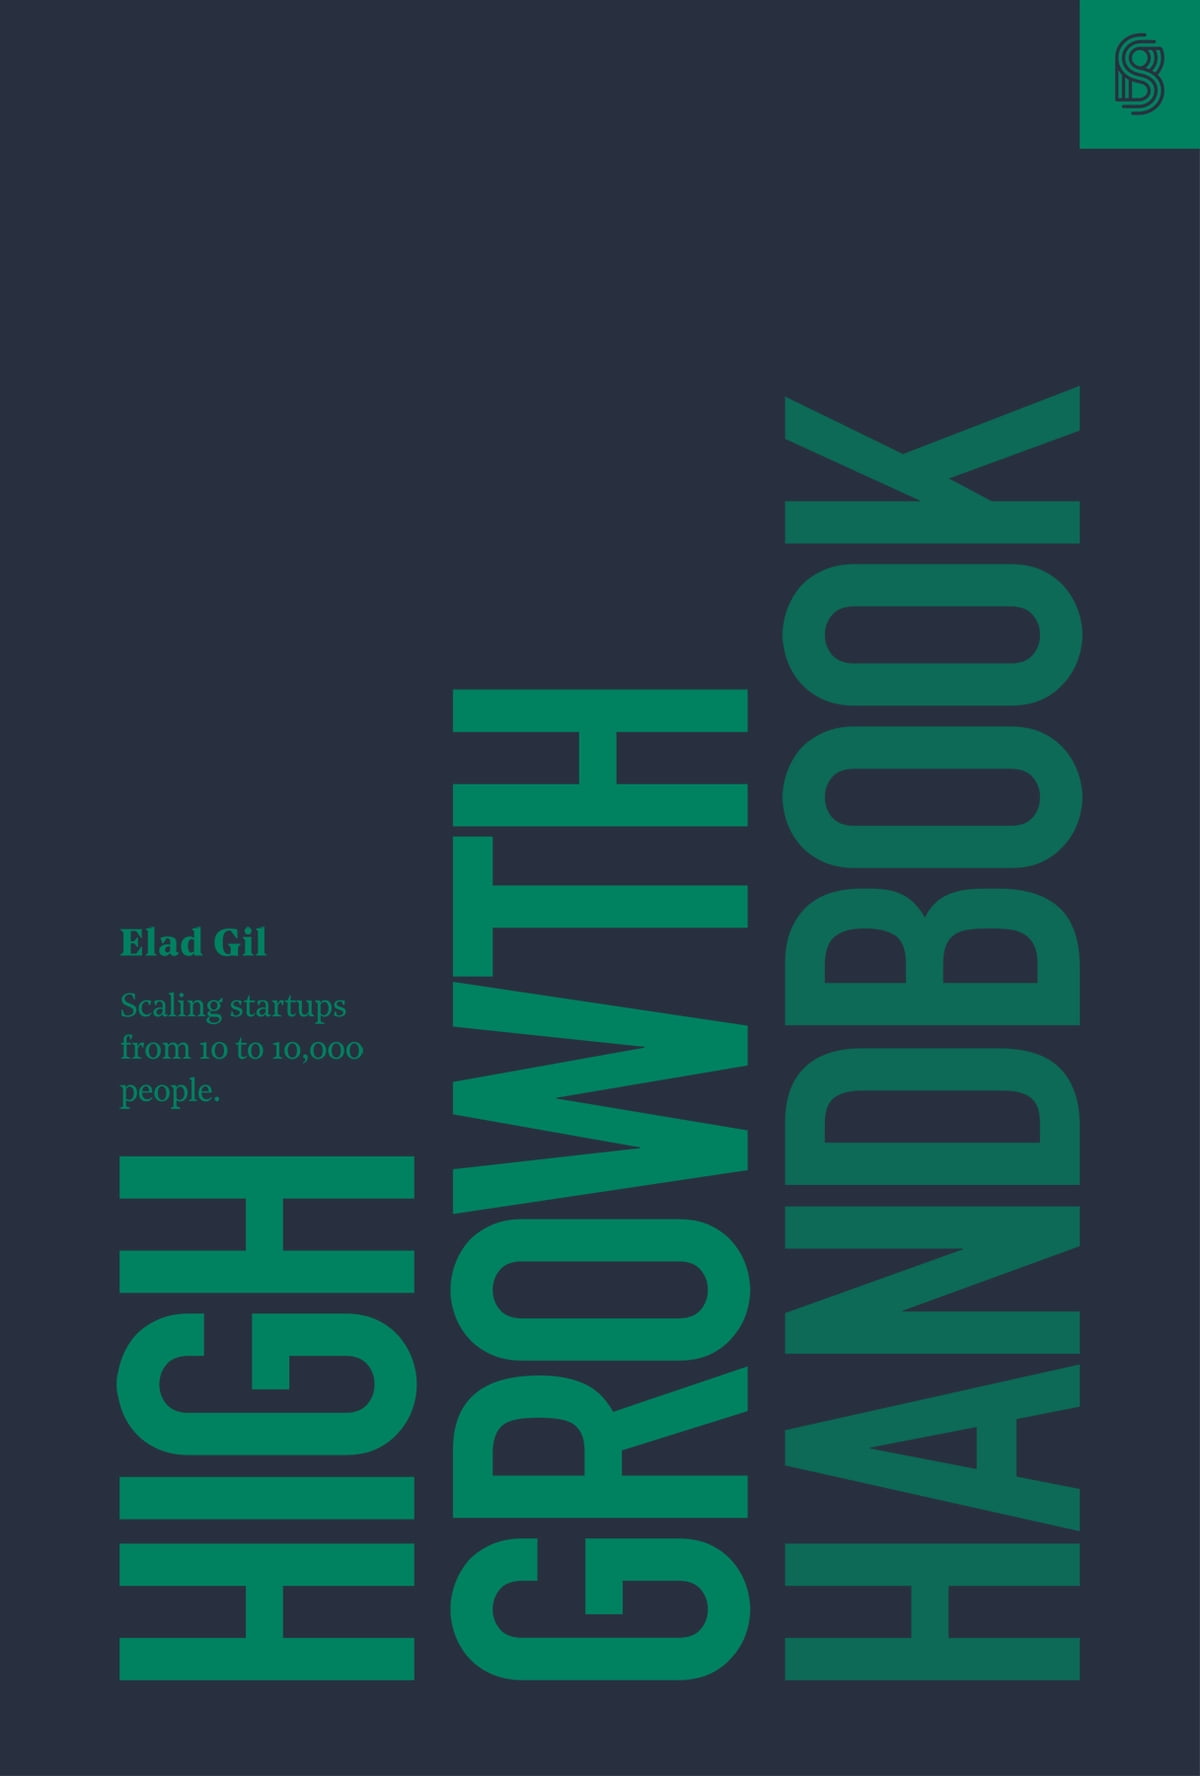 Elad Gil
Scaling startups
from 10 to 10,000
people.
HIGH
GROWTH
HANDBOOK